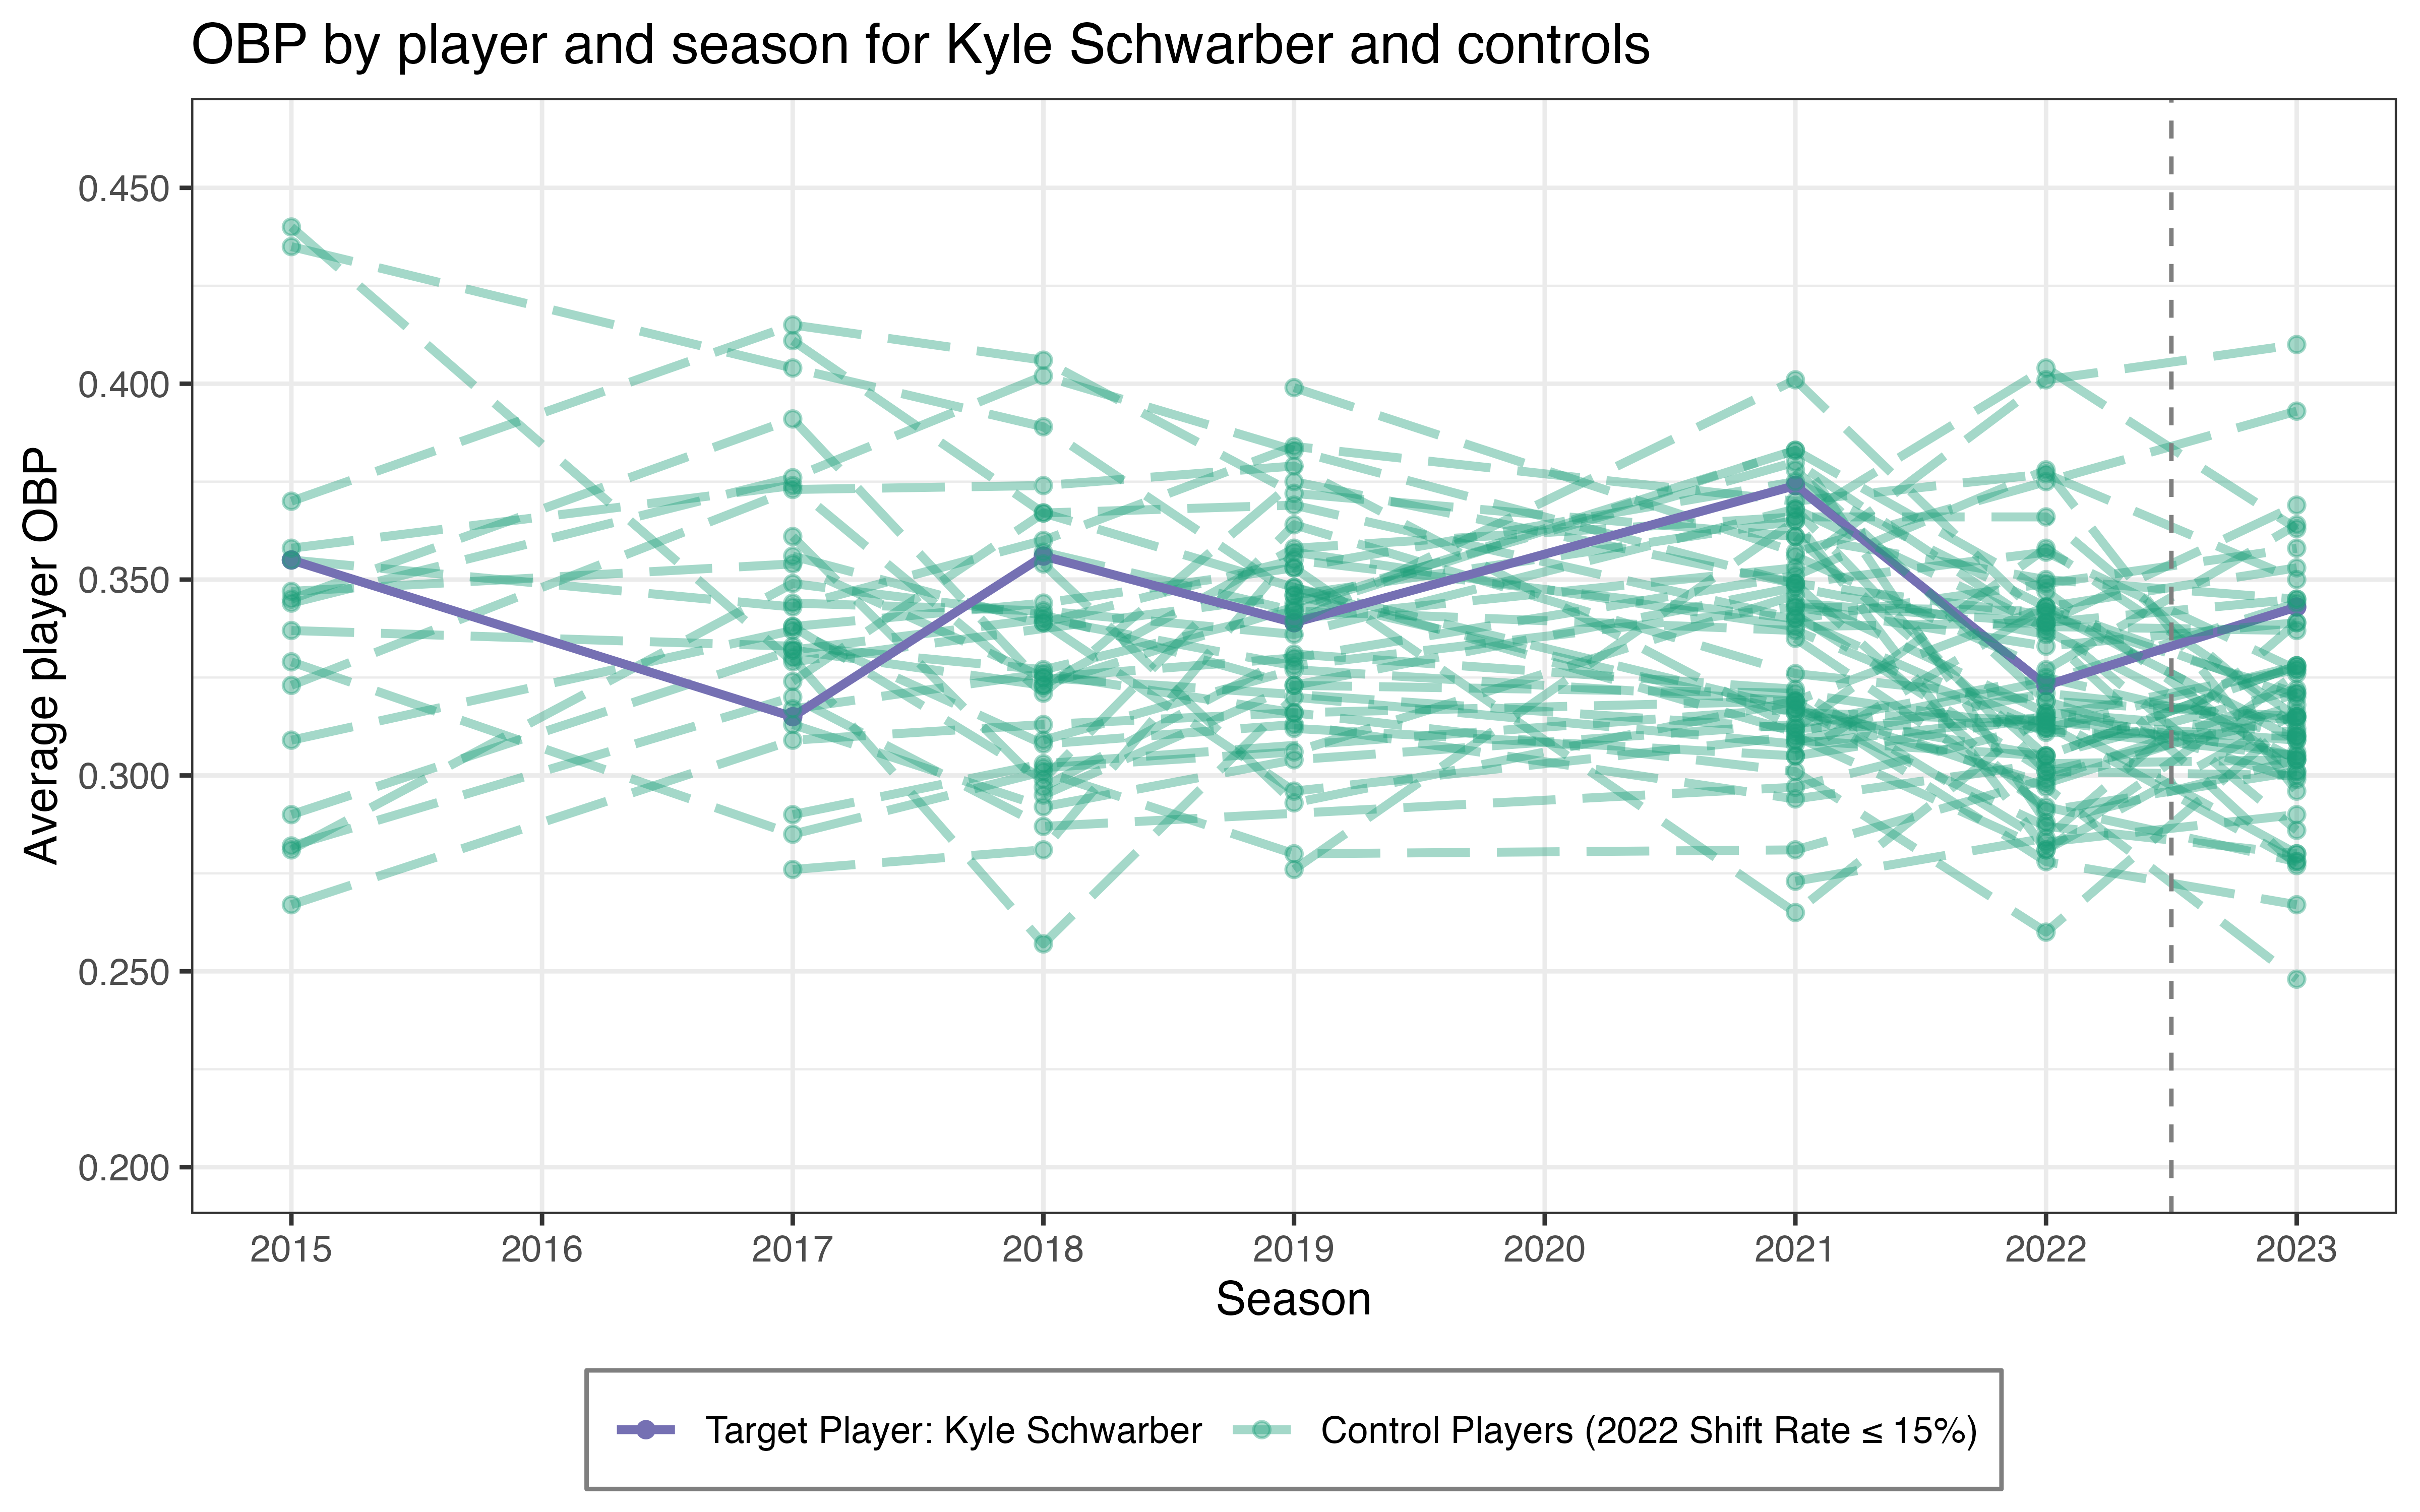 OBP by player and season for Kyle Schwarber and controls
Average player OBP
0.450
0.400
0.350
0.300
0.250
0.200
2015 2016 2017 2018 2019 2020 2021 2022 2023
Season
Target Player: Kyle Schwarber Control Players (2022 Shift Rate ≤ 15%)